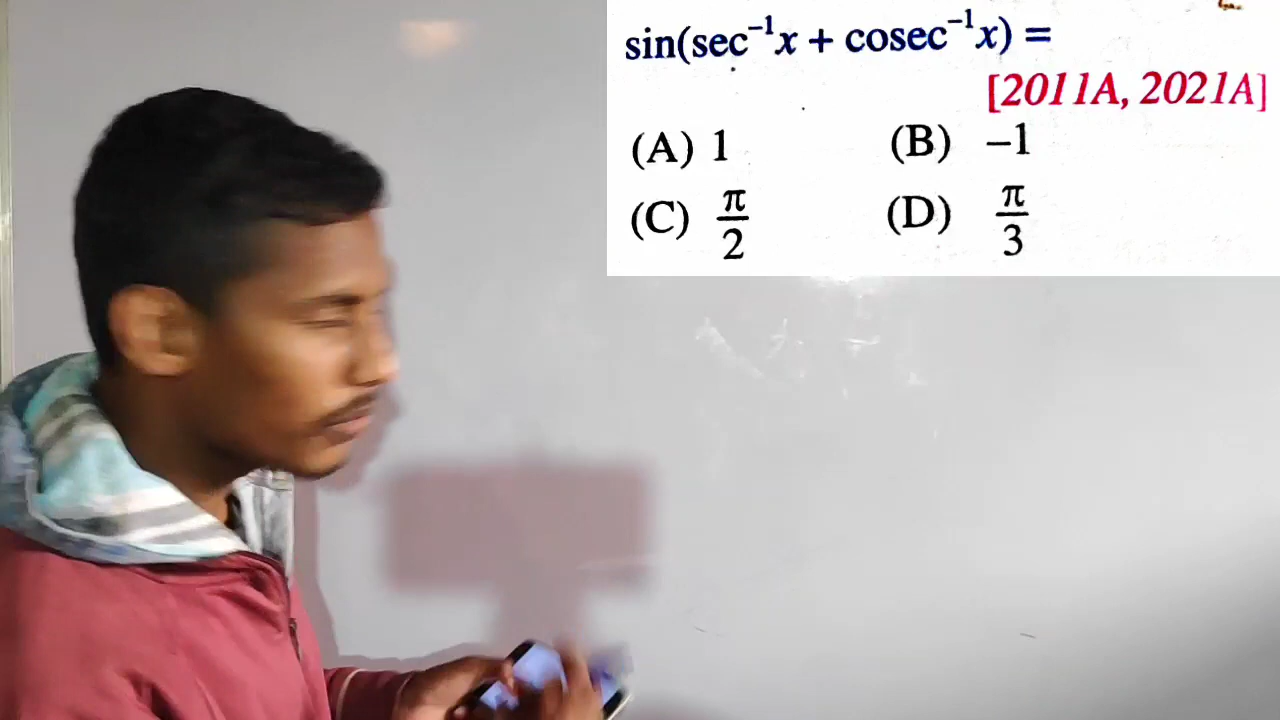 sin(sec⁻¹x + cosec⁻¹x) =
[2011A, 2021A]
(A) 1 (B) –1
(C) π/2 (D) π/3